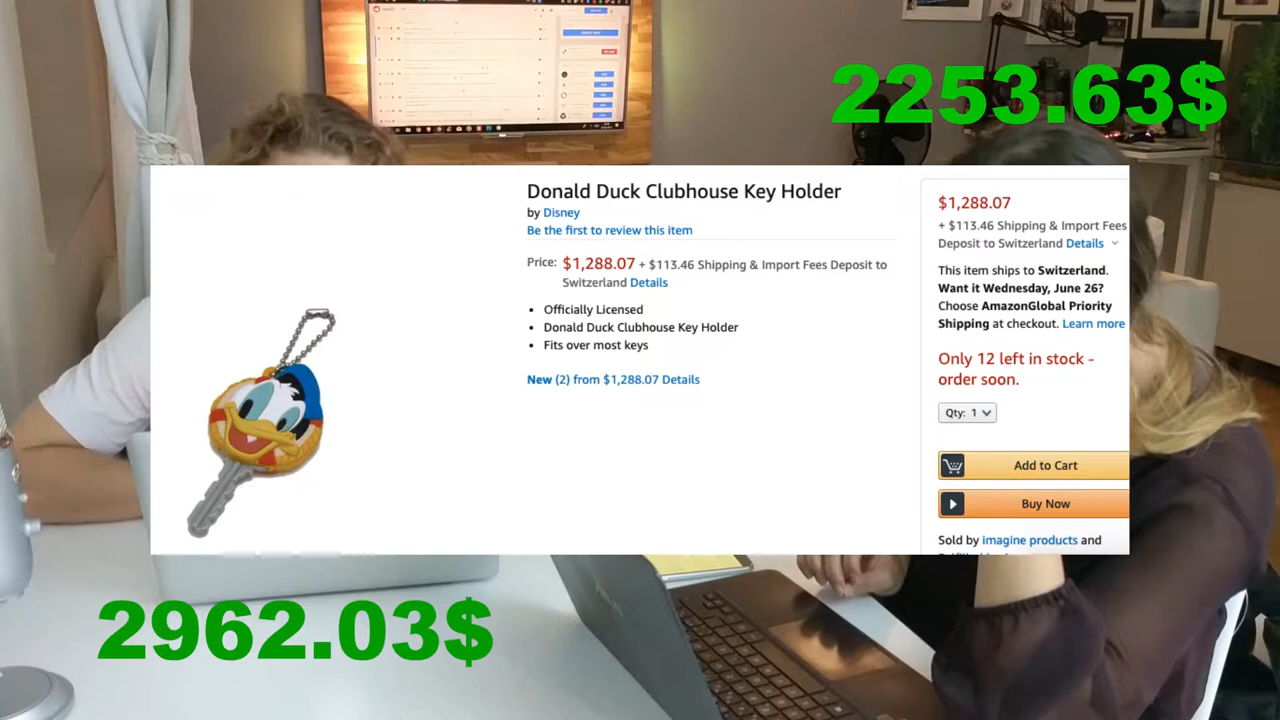 2253.63$
Donald Duck Clubhouse Key Holder
by Disney
Be the first to review this item
Price: $1,288.07 + $113.46 Shipping & Import Fees Deposit to
Switzerland Details
Officially Licensed
Donald Duck Clubhouse Key Holder
Fits over most keys
New (2) from $1,288.07 Details
$1,288.07
+ $113.46 Shipping & Import Fees
Deposit to Switzerland Details
This item ships to Switzerland.
Want it Wednesday, June 26?
Choose AmazonGlobal Priority
Shipping at checkout. Learn more
Only 12 left in stock -
order soon.
Qty: 1
Add to Cart
Buy Now
Sold by imagine products and
2962.03$